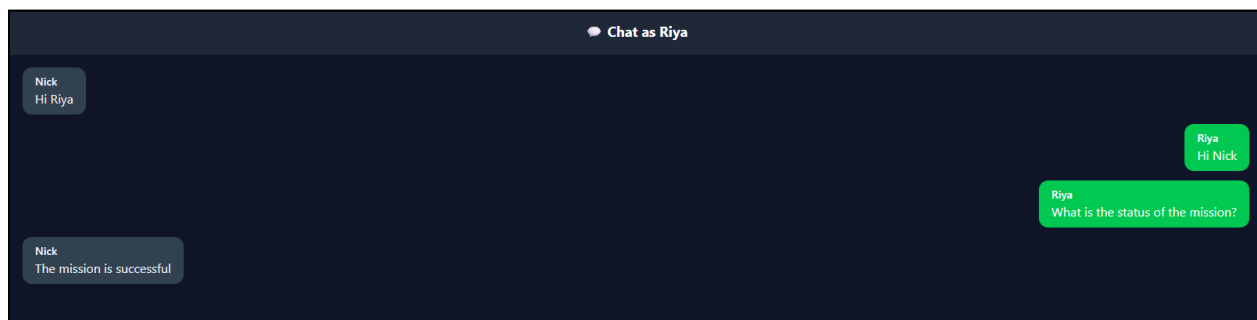 💬 Chat as Riya
Nick
Hi Riya
Riya
Hi Nick
Riya
What is the status of the mission?
Nick
The mission is successful